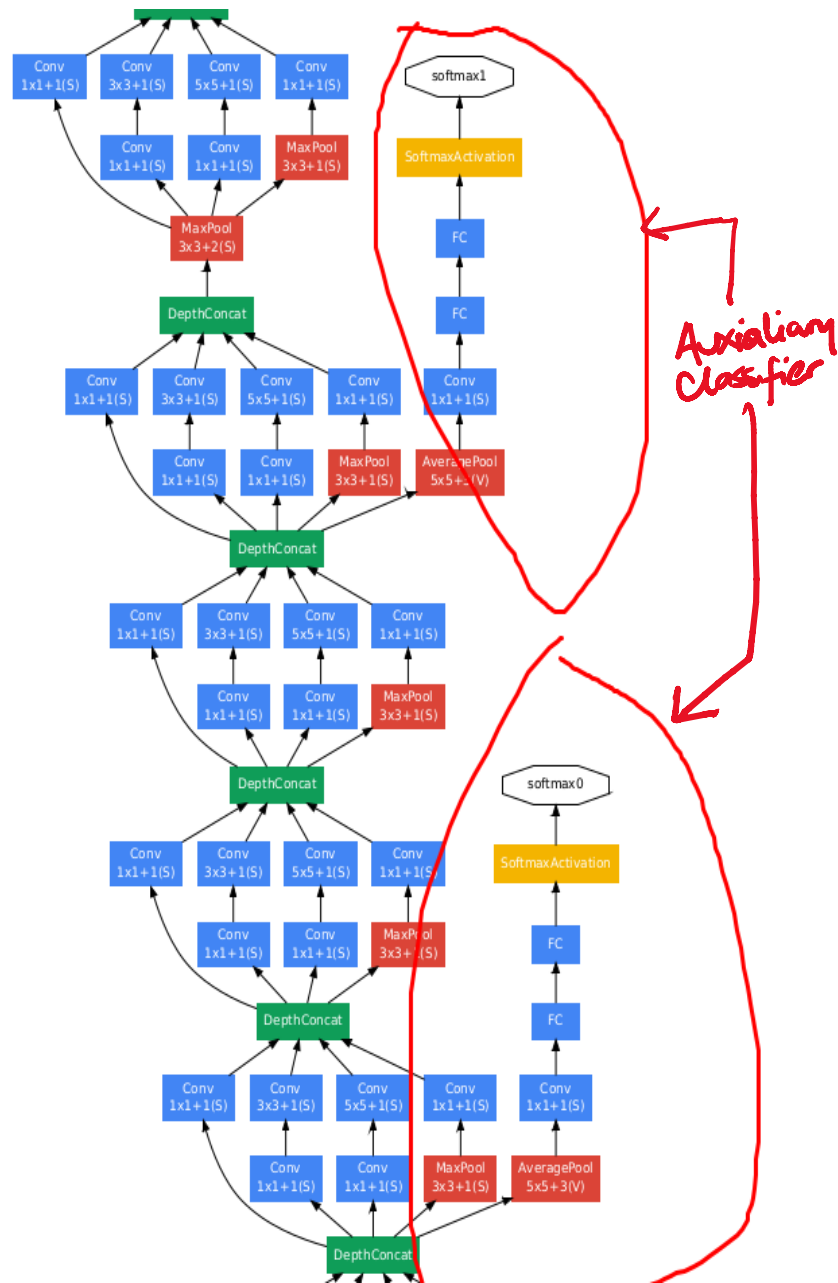 Conv
1x1+1(S)
Conv
3x3+1(S)
Conv
5x5+1(S)
Conv
1x1+1(S)
softmax1
Conv
1x1+1(S)
Conv
1x1+1(S)
MaxPool
3x3+1(S)
SoftmaxActivation
MaxPool
3x3+2(S)
FC
DepthConcat
FC
Auxialiary
Classifier
Conv
1x1+1(S)
Conv
3x3+1(S)
Conv
5x5+1(S)
Conv
1x1+1(S)
Conv
1x1+1(S)
Conv
1x1+1(S)
Conv
1x1+1(S)
MaxPool
3x3+1(S)
AveragePool
5x5+3(V)
DepthConcat
Conv
1x1+1(S)
Conv
3x3+1(S)
Conv
5x5+1(S)
Conv
1x1+1(S)
Conv
1x1+1(S)
Conv
1x1+1(S)
MaxPool
3x3+1(S)
DepthConcat
softmax0
Conv
1x1+1(S)
Conv
3x3+1(S)
Conv
5x5+1(S)
Conv
1x1+1(S)
SoftmaxActivation
Conv
1x1+1(S)
Conv
1x1+1(S)
MaxPool
3x3+1(S)
FC
DepthConcat
FC
Conv
1x1+1(S)
Conv
3x3+1(S)
Conv
5x5+1(S)
Conv
1x1+1(S)
Conv
1x1+1(S)
Conv
1x1+1(S)
Conv
1x1+1(S)
MaxPool
3x3+1(S)
AveragePool
5x5+3(V)
DepthConcat